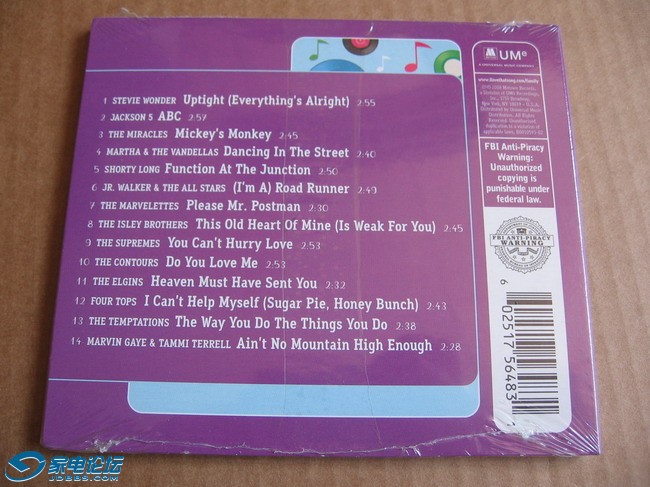 1 STEVIE WONDER Uptight (Everything's Alright) 2:55
2 JACKSON 5 ABC 2:57
3 THE MIRACLES Mickey's Monkey 2:45
4 MARTHA & THE VANDELLAS Dancing In The Street 2:40
5 SHORTY LONG Function At The Junction 2:50
6 JR. WALKER & THE ALL STARS (I'm A) Road Runner 2:49
7 THE MARVELETTES Please Mr. Postman 2:30
8 THE ISLEY BROTHERS This Old Heart Of Mine (Is Weak For You) 2:45
9 THE SUPREMES You Can't Hurry Love 2:53
10 THE CONTOURS Do You Love Me 2:53
11 THE ELGINS Heaven Must Have Sent You 2:32
12 FOUR TOPS I Can't Help Myself (Sugar Pie, Honey Bunch) 2:43
13 THE TEMPTATIONS The Way You Do The Things You Do 2:38
14 MARVIN GAYE & TAMMI TERRELL Ain't No Mountain High Enough 2:28
M UMe
A UNIVERSAL MUSIC COMPANY
FBI Anti-Piracy
Warning:
Unauthorized
copying is
punishable under
federal law.
FBI ANTI-PIRACY
WARNING
6 02517 56483 1
家电论坛
JDBBS.COM